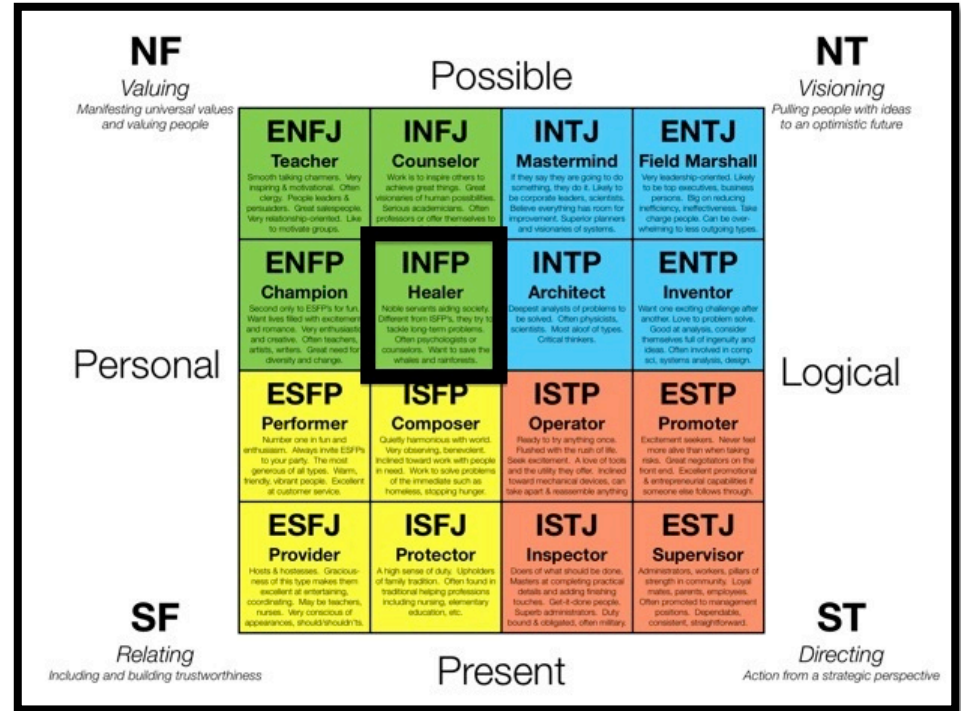 NF
Valuing
Manifesting universal values
and valuing people
Possible
NT
Visioning
Pulling people with ideas
to an optimistic future
ENFJ
Teacher
Smooth talking charmers. Very
inspiring & motivational. Often
clergy. People leaders &
persuaders. Great salespeople.
Very relationship-oriented. Like
to motivate groups.
INFJ
Counselor
Work is to inspire others to
achieve great things. Great
visionaries of human possibilities.
Serious academicians. Often
professors or offer themselves to
INTJ
Mastermind
If they say they are going to do
something, they do it. Likely to
be corporate leaders, scientists.
Believe everything has room for
improvement. Superior planners
and visionaries of systems.
ENTJ
Field Marshall
Very leadership-oriented. Likely
to be top executives, business
persons. Big on reducing
inefficiency, ineffectiveness. Take
charge people. Can be over-
whelming to less outgoing types.
Personal
ENFP
Champion
Second only to ESFP's for fun.
Want lives filled with excitement
and romance. Very enthusiastic
and creative. Often teachers,
artists, writers. Great need for
diversity and change.
INFP
Healer
Noble servants aiding society.
Different from ISFP's, they try to
tackle long-term problems.
Often psychologists or
counselors. Want to save the
whales and rainforests.
INTP
Architect
Deepest analysts of problems to
be solved. Often physicists,
scientists. Most aloof of types.
Critical thinkers.
ENTP
Inventor
Want one exciting challenge after
another. Love to problem solve.
Good at analysis, consider
themselves full of ingenuity and
ideas. Often involved in comp
sci, systems analysis, design.
Logical
ESFP
Performer
Number one in fun and
enthusiasm. Always invite ESFPs
to your party. The most
generous of all types. Warm,
friendly, vibrant people. Excellent
at customer service.
ISFP
Composer
Quietly harmonious with world.
Very observing, benevolent.
Inclined toward work with people
in need. Work to solve problems
of the immediate such as
homeless, stopping hunger.
ISTP
Operator
Ready to try anything once.
Flushed with the rush of life.
Seek excitement. A love of tools
and the utility they offer. Inclined
toward mechanical devices, can
take apart & reassemble anything
ESTP
Promoter
Excitement seekers. Never feel
more alive than when taking
risks. Great negotiators on the
front end. Excellent promotional
& entrepreneurial capabilities if
someone else follows through.
ESFJ
Provider
Hosts & hostesses. Gracious-
ness of this type makes them
excellent at entertaining,
coordinating. May be teachers,
nurses. Very conscious of
appearances, should/shouldn'ts.
ISFJ
Protector
A high sense of duty. Upholders
of family tradition. Often found in
traditional helping professions
including nursing, elementary
education, etc.
ISTJ
Inspector
Doers of what should be done.
Masters at completing practical
details and adding finishing
touches. Get-it-done people.
Superb administrators. Duty
bound & obligated, often military.
ESTJ
Supervisor
Administrators, workers, pillars of
strength in community. Loyal
mates, parents, employees.
Often promoted to management
positions. Dependable,
consistent, straightforward.
SF
Relating
Including and building trustworthiness
Present
ST
Directing
Action from a strategic perspective